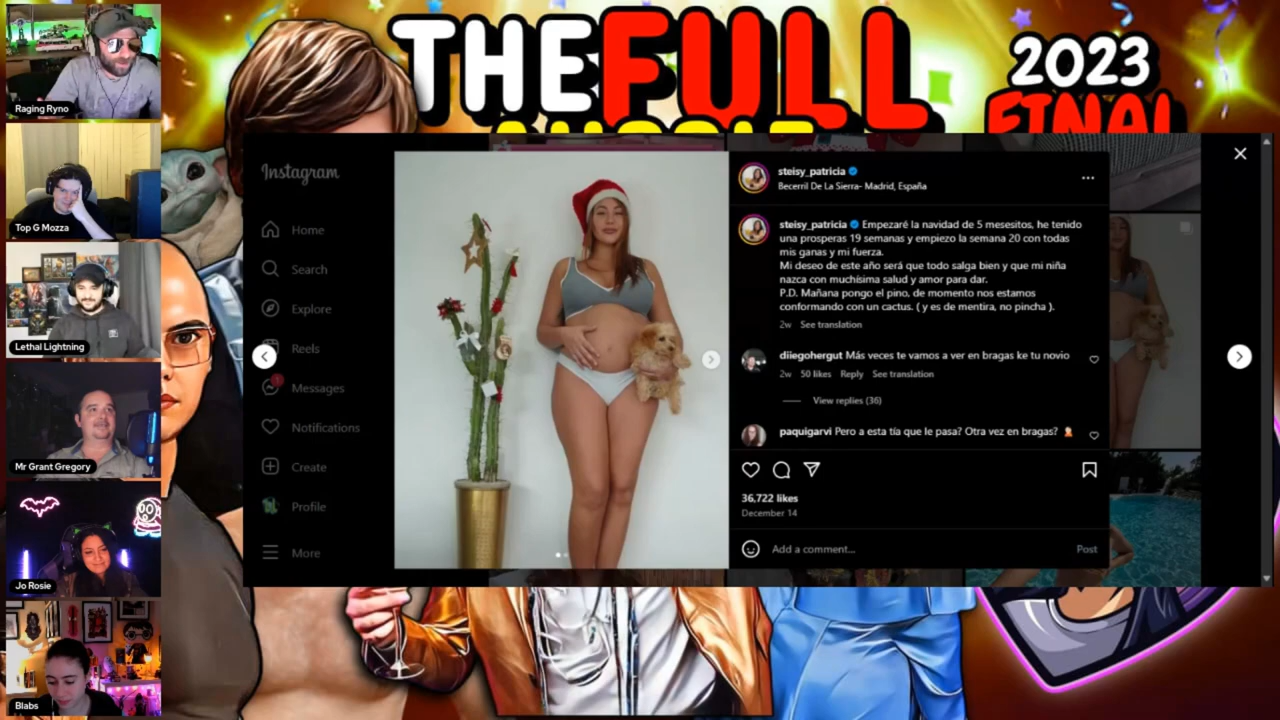 THE FULL
2023
FINAL
Raging Ryno
Top G Mozza
Lethal Lightning
Mr Grant Gregory
Jo Rosie
Blabs
Instagram
Home
Search
Explore
Reels
1
Messages
Notifications
Create
Profile
More
steisy_patricia
Becerril De La Sierra- Madrid, España
steisy_patricia Empezaré la navidad de 5 mesesitos, he tenido
una prosperas 19 semanas y empiezo la semana 20 con todas
mis ganas y mi fuerza.
Mi deseo de este año será que todo salga bien y que mi niña
nazca con muchísima salud y amor para dar.
P.D. Mañana pongo el pino, de momento nos estamos
conformando con un cactus. ( y es de mentira, no pincha ).
2w See translation
diiegohergut Más veces te vamos a ver en bragas ke tu novio
2w 50 likes Reply See translation
View replies (36)
paquigarvi Pero a esta tía que le pasa? Otra vez en bragas?
36,722 likes
December 14
Add a comment...
Post